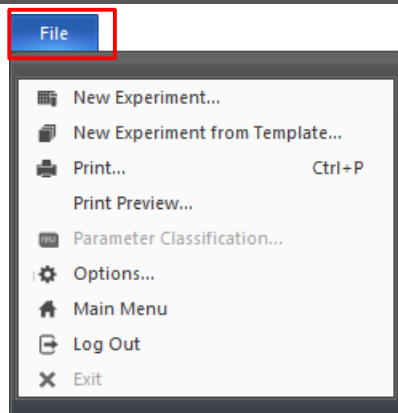 File
New Experiment...
New Experiment from Template...
Print... Ctrl+P
Print Preview...
Parameter Classification...
Options...
Main Menu
Log Out
Exit